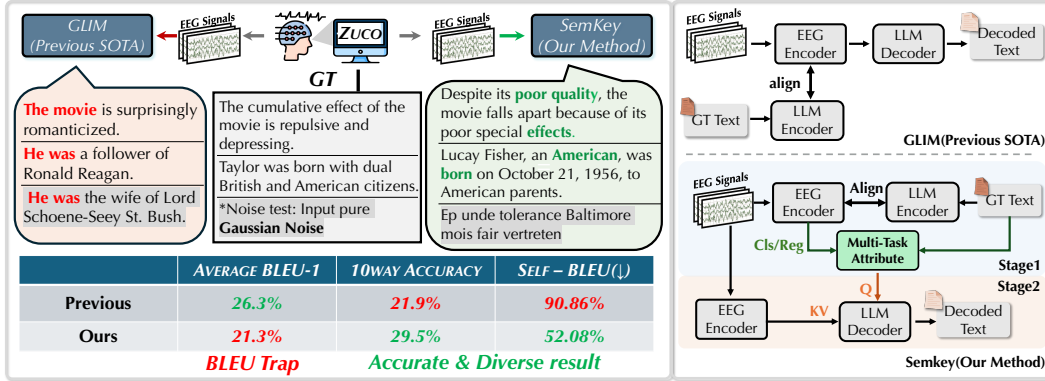 GLIM
(Previous SOTA)
EEG Signals
ZUCO
EEG Signals
SemKey
(Our Method)
GT
The movie is surprisingly
romanticized.
He was a follower of
Ronald Reagan.
He was the wife of Lord
Schoene-Seey St. Bush.
The cumulative effect of the
movie is repulsive and
depressing.
Taylor was born with dual
British and American citizens.
*Noise test: Input pure
Gaussian Noise
Despite its poor quality, the
movie falls apart because of its
poor special effects.
Lucay Fisher, an American, was
born on October 21, 1956, to
American parents.
Ep unde tolerance Baltimore
mois fair vertreten
AVERAGE BLEU-1 10WAY ACCURACY SELF – BLEU(↓)
Previous 26.3% 21.9% 90.86%
Ours 21.3% 29.5% 52.08%
BLEU Trap Accurate & Diverse result
EEG Signals
EEG
Encoder
LLM
Decoder
Decoded
Text
align
GT Text
LLM
Encoder
GLIM(Previous SOTA)
EEG Signals
EEG
Encoder
Align
LLM
Encoder
GT Text
Cls/Reg
Multi-Task
Attribute
Stage1
Stage2
Q
EEG
Encoder
KV
LLM
Decoder
Decoded
Text
Semkey(Our Method)